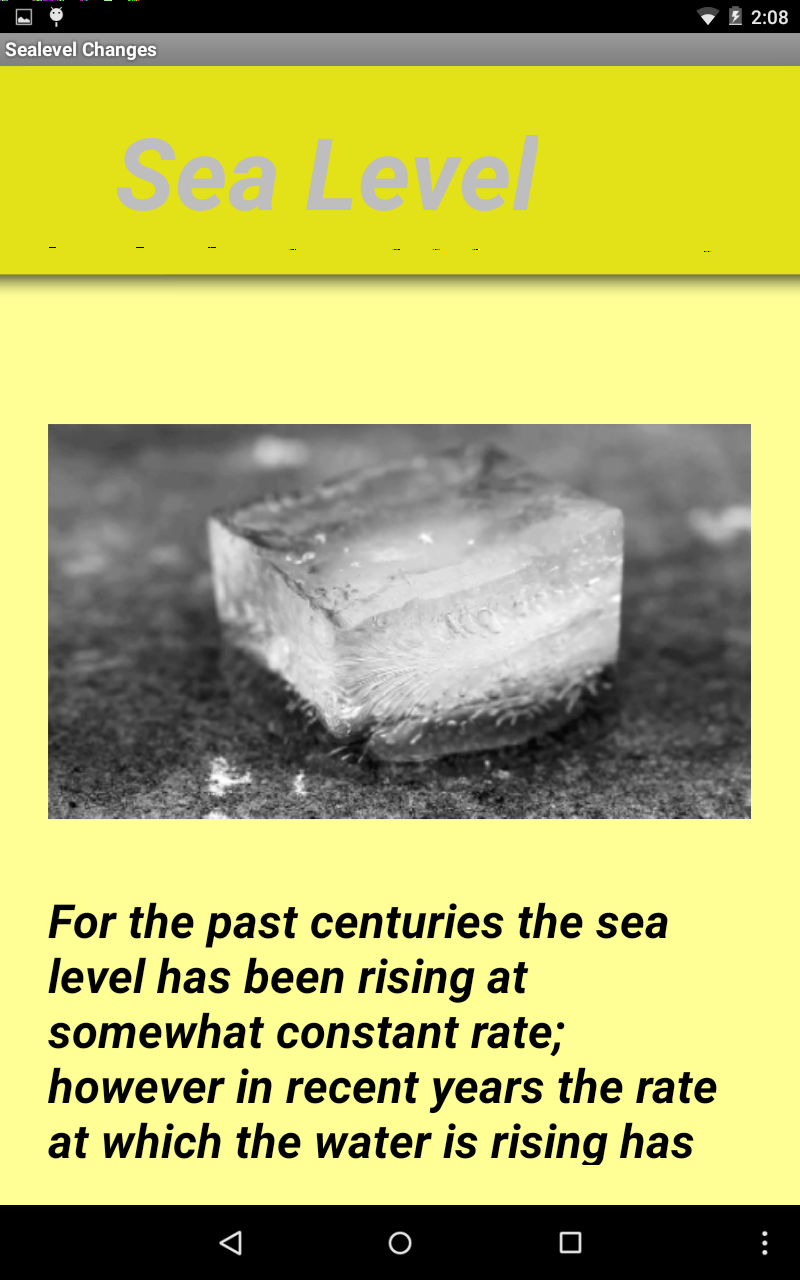 2:08
Sealevel Changes
Sea Level
For the past centuries the sea
level has been rising at
somewhat constant rate;
however in recent years the rate
at which the water is rising has